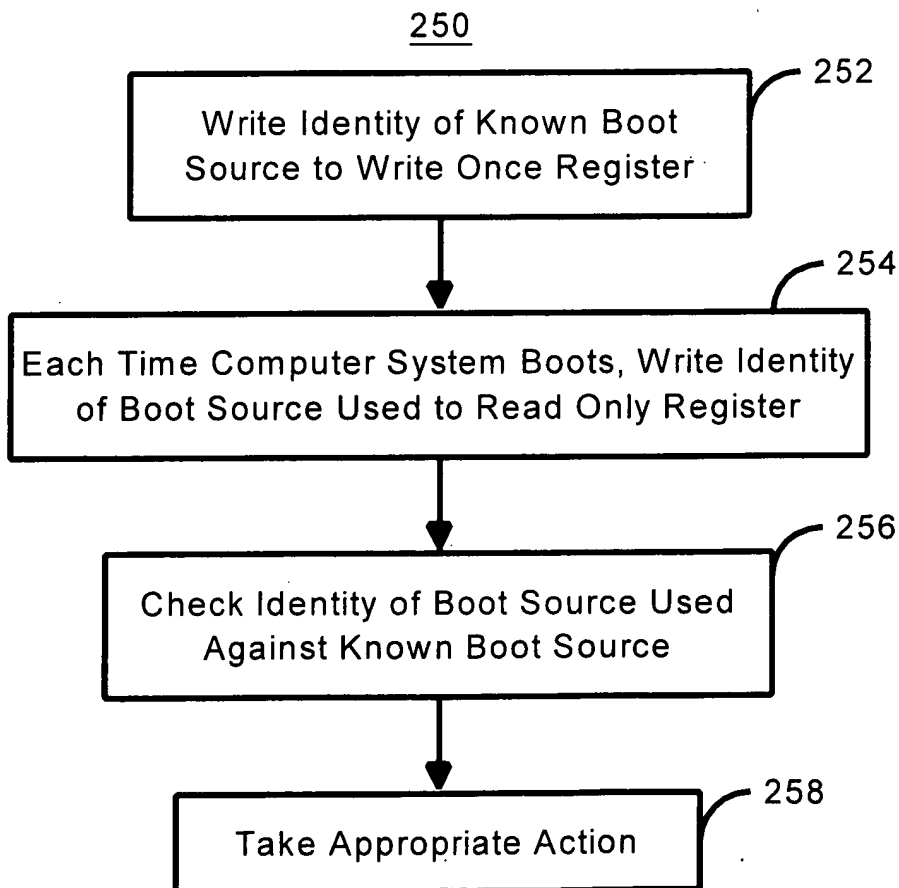 250
252
Write Identity of Known Boot
Source to Write Once Register
254
Each Time Computer System Boots, Write Identity
of Boot Source Used to Read Only Register
256
Check Identity of Boot Source Used
Against Known Boot Source
258
Take Appropriate Action